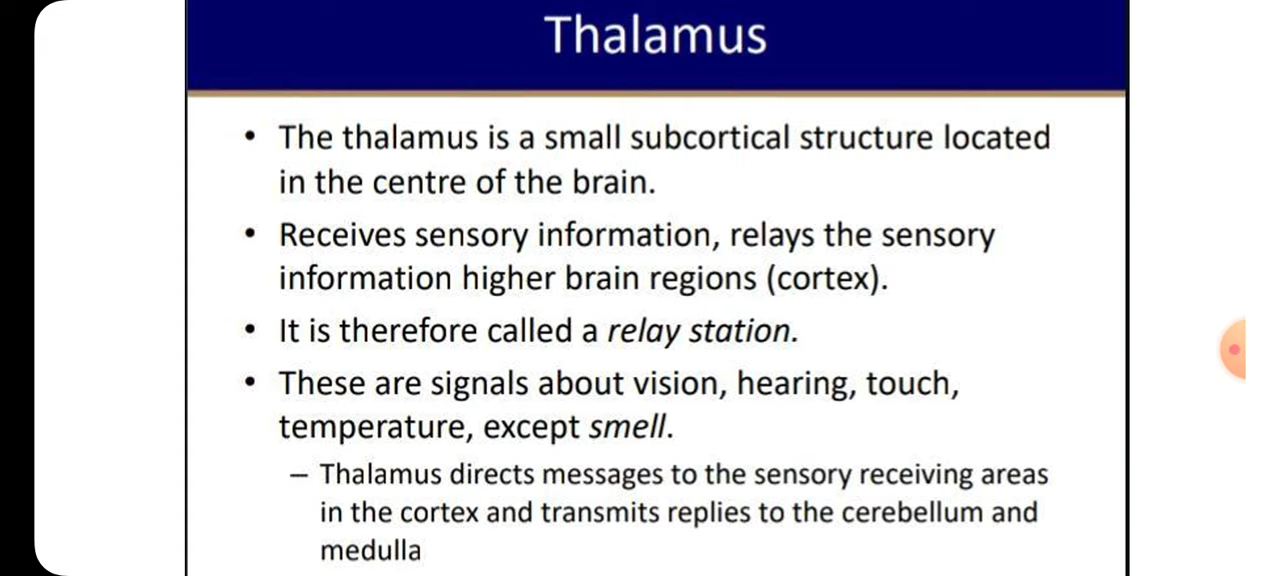 Thalamus
• The thalamus is a small subcortical structure located
in the centre of the brain.
• Receives sensory information, relays the sensory
information higher brain regions (cortex).
• It is therefore called a relay station.
• These are signals about vision, hearing, touch,
temperature, except smell.
– Thalamus directs messages to the sensory receiving areas
in the cortex and transmits replies to the cerebellum and
medulla